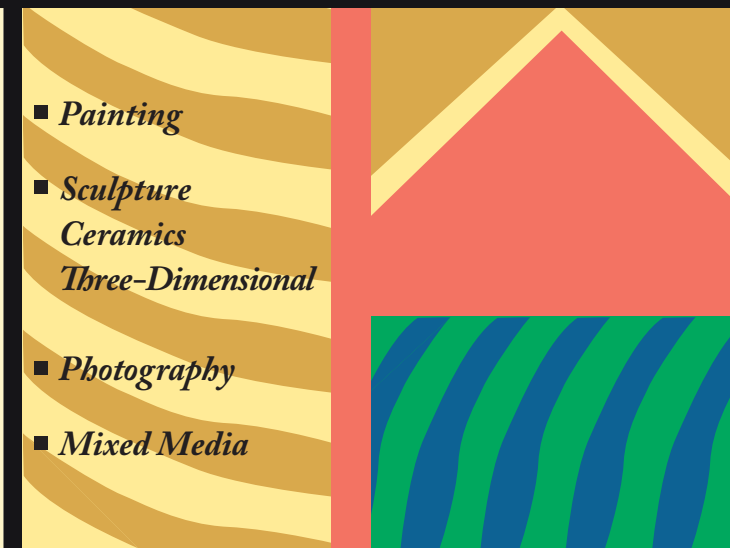 Painting
Sculpture
Ceramics
Three-Dimensional
Photography
Mixed Media